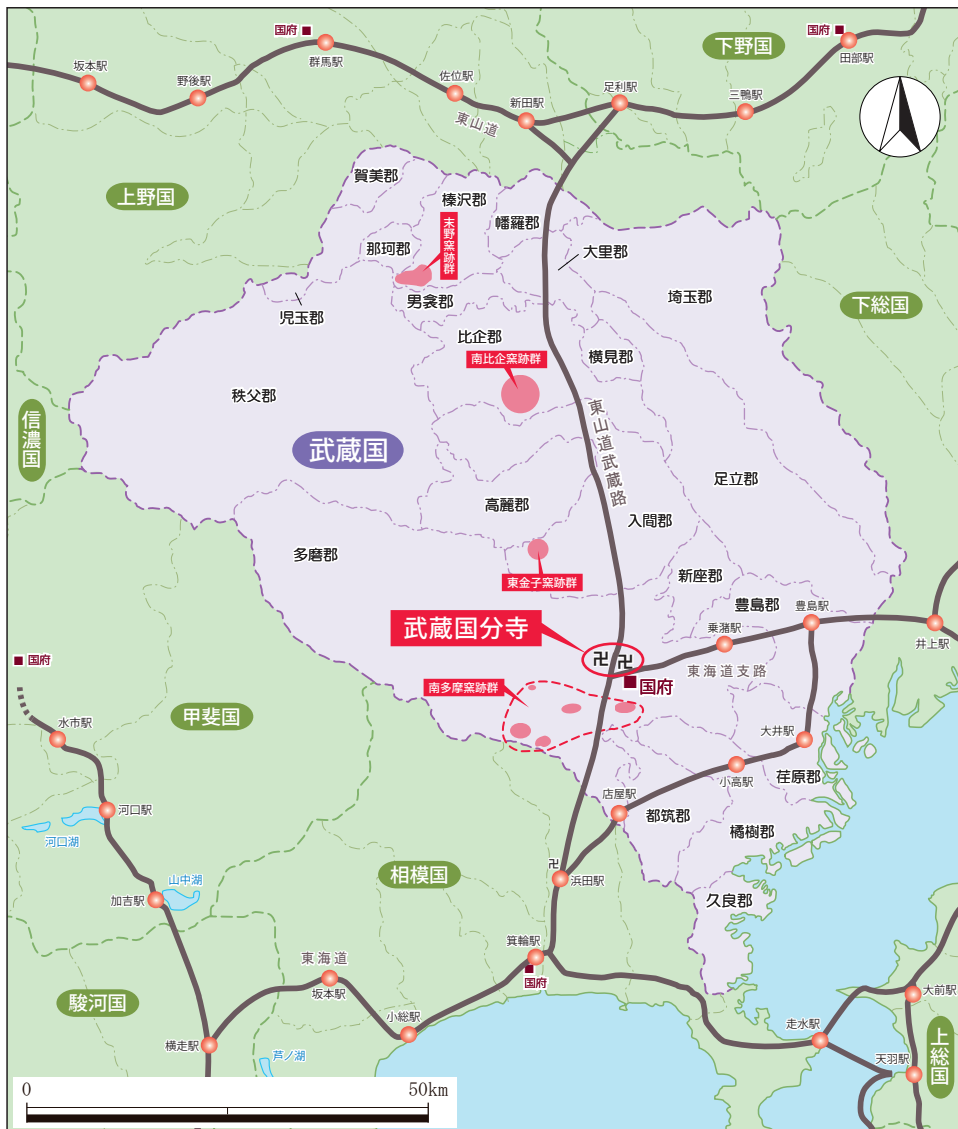 国府
国府
下野国
田部駅
坂本駅
野後駅
群馬駅
佐位駅
足利駅
三鴨駅
新田駅
東山道
上野国
賀美郡
榛沢郡
幡羅郡
末野窯跡群
那珂郡
大里郡
児玉郡
男衾郡
埼玉郡
下総国
比企郡
横見郡
南比企窯跡群
秩父郡
信濃国
武蔵国
東山道武蔵路
足立郡
高麗郡
入間郡
多磨郡
東金子窯跡群
新座郡
豊島郡
豊島駅
武蔵国分寺
乗潴駅
井上駅
卍
卍
国府
東海道支路
国府
南多摩窯跡群
甲斐国
水市駅
大井駅
小高駅
荏原郡
店屋駅
都筑郡
河口駅
橘樹郡
河口湖
卍
相模国
浜田駅
山中湖
加吉駅
久良郡
箕輪駅
東海道
国府
坂本駅
駿河国
大前駅
小総駅
走水駅
横走駅
芦ノ湖
天羽駅
上総国
0
50km